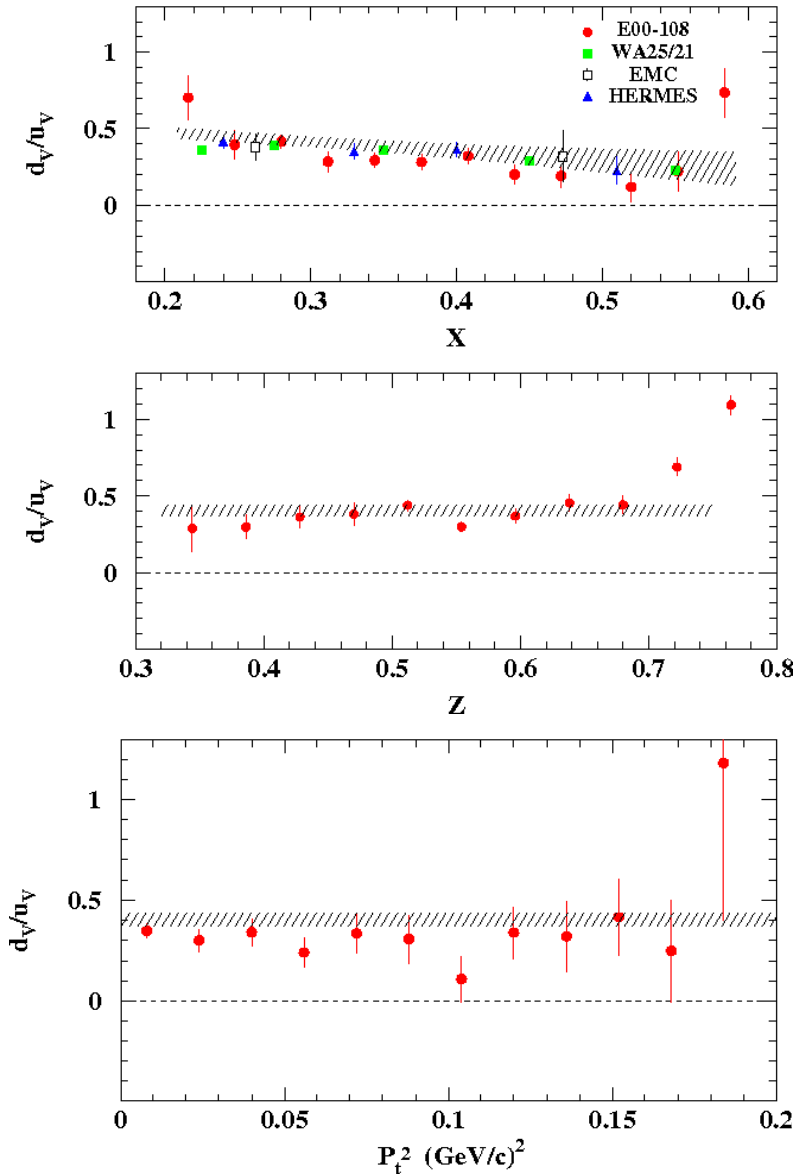 1
0.5
0
d_V/u_V
E00-108
WA25/21
EMC
HERMES
0.2 0.3 0.4 0.5 0.6
X
1
0.5
0
d_V/u_V
0.3 0.4 0.5 0.6 0.7 0.8
Z
1
0.5
0
d_V/u_V
0 0.05 0.1 0.15 0.2
P_t^2 (GeV/c)^2